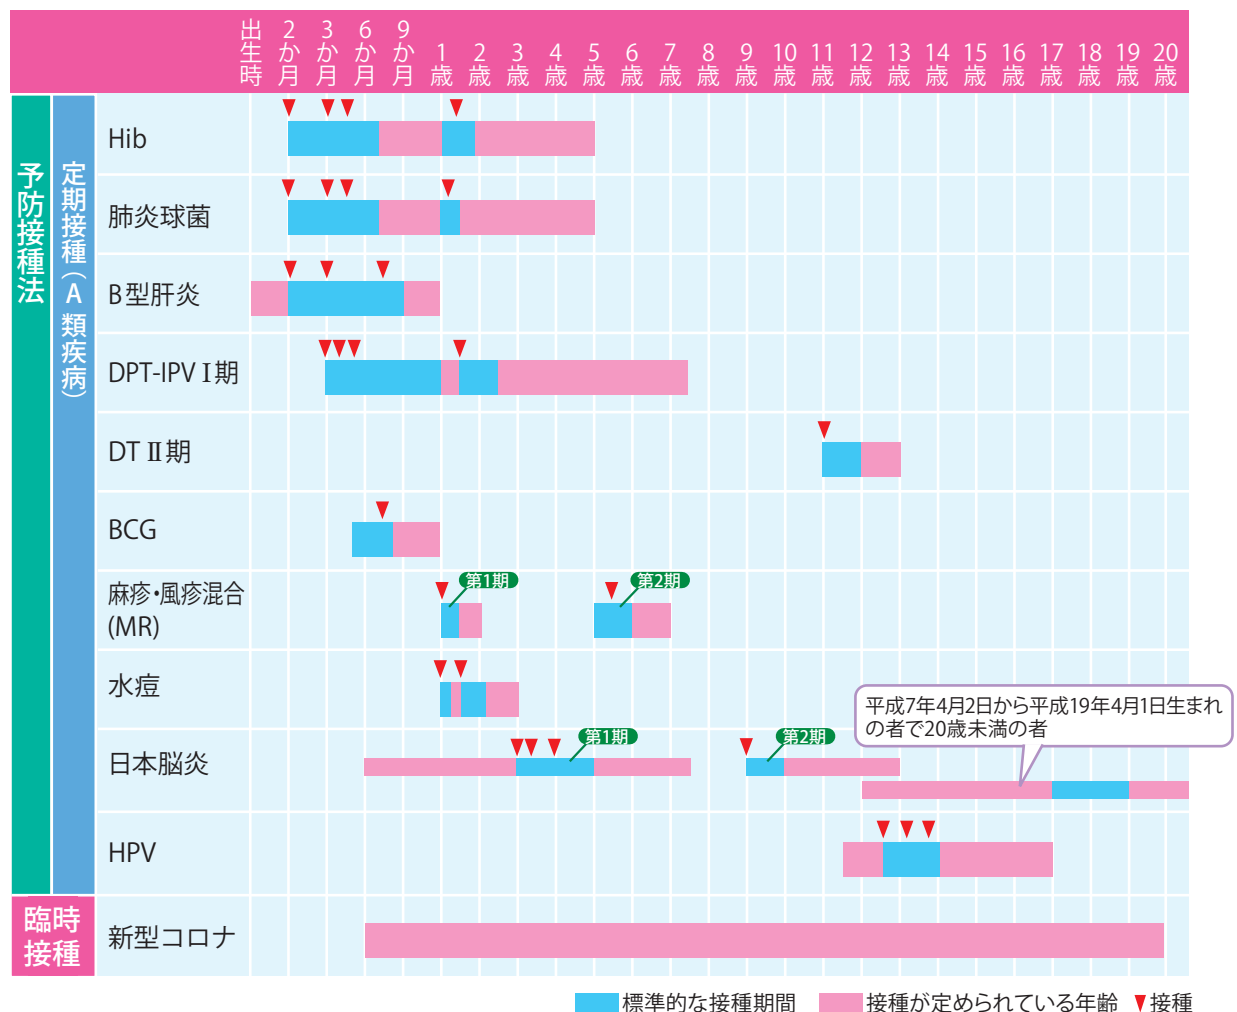 出生時 2か月 3か月 6か月 9か月 1歳 2歳 3歳 4歳 5歳 6歳 7歳 8歳 9歳 10歳 11歳 12歳 13歳 14歳 15歳 16歳 17歳 18歳 19歳 20歳
予防接種法
定期接種（A類疾病）
Hib
肺炎球菌
B型肝炎
DPT-IPV Ⅰ期
DT Ⅱ期
BCG
麻疹・風疹混合
(MR)
第1期
第2期
水痘
平成7年4月2日から平成19年4月1日生まれ
の者で20歳未満の者
日本脳炎
第1期
第2期
HPV
臨時
接種
新型コロナ
標準的な接種期間 接種が定められている年齢 接種